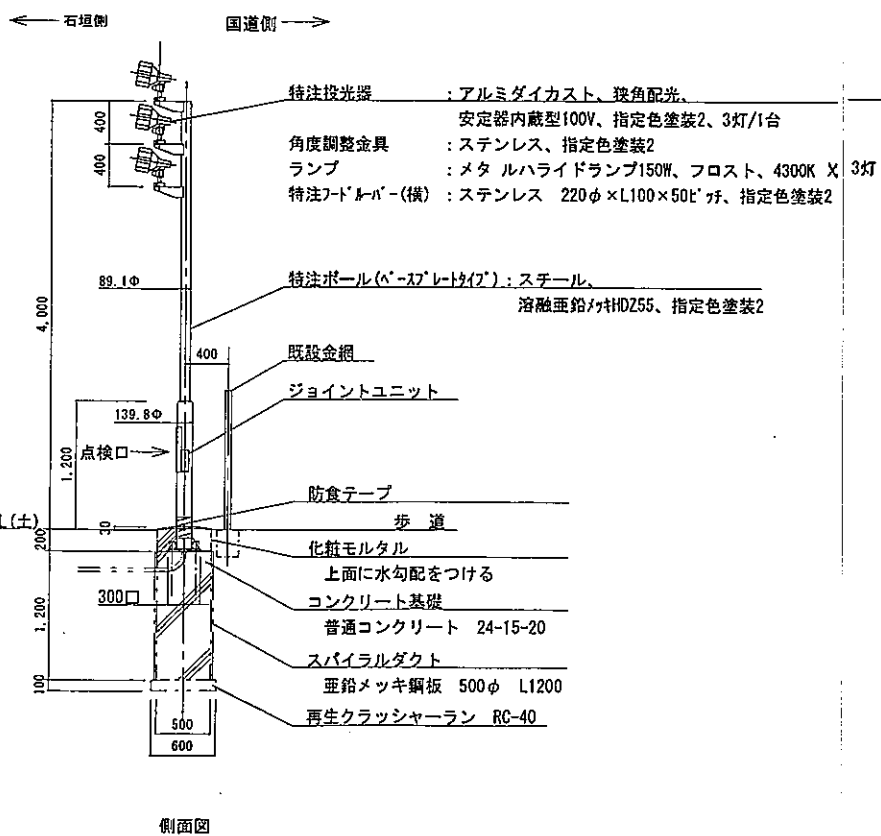 石垣側
国道側
特注投光器 : アルミダイカスト、狭角配光、
安定器内蔵型100V、指定色塗装2、3灯/1台
角度調整金具 : ステンレス、指定色塗装2
ランプ : メタルハライドランプ150W、フロスト、4300K X 3灯
特注フードルーバー(横) : ステンレス 220φ×L100×50ピッチ、指定色塗装2
400
400
4,000
89.1Φ
特注ポール(ベースプレートタイプ) : スチール、
溶融亜鉛メッキHDZ55、指定色塗装2
400
既設金網
ジョイントユニット
139.8Φ
点検口
1,200
防食テープ
L(土)
30
歩 道
200
化粧モルタル
上面に水勾配をつける
300□
コンクリート基礎
普通コンクリート 24-15-20
1,200
スパイラルダクト
亜鉛メッキ鋼板 500φ L1200
100
再生クラッシャーラン RC-40
500
600
側面図